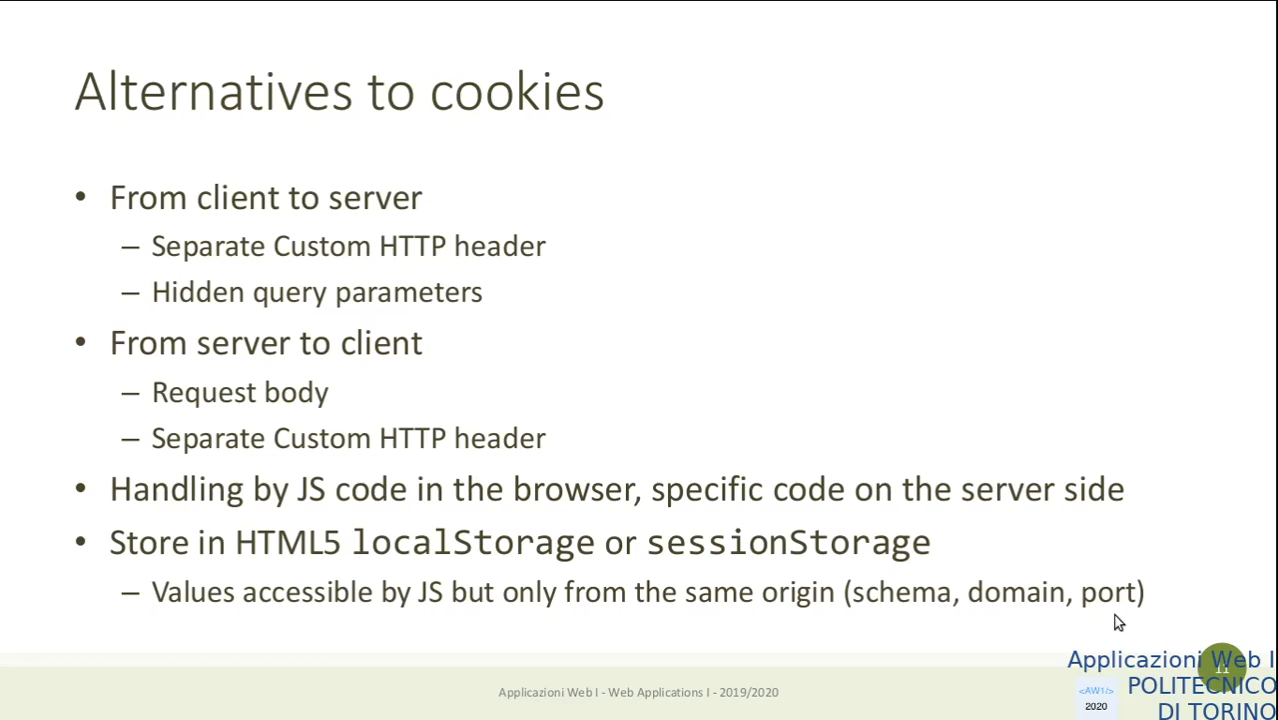 Alternatives to cookies
• From client to server
– Separate Custom HTTP header
– Hidden query parameters
• From server to client
– Request body
– Separate Custom HTTP header
• Handling by JS code in the browser, specific code on the server side
• Store in HTML5 localStorage or sessionStorage
– Values accessible by JS but only from the same origin (schema, domain, port)
Applicazioni Web I - Web Applications I - 2019/2020
11
Applicazioni Web I
POLITECNICO
DI TORINO
<AW1/>
2020